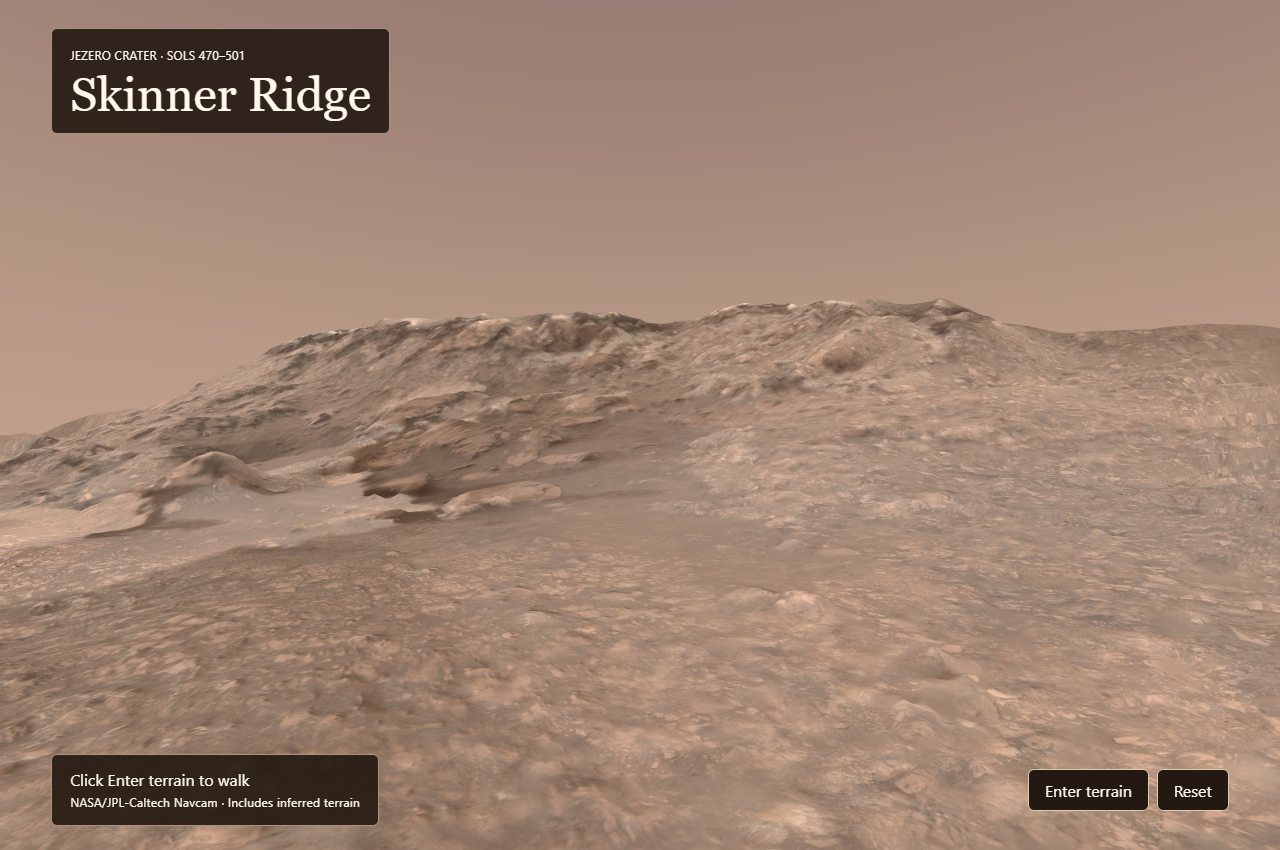 JEZERO CRATER · SOLS 470–501
Skinner Ridge
Click Enter terrain to walk
NASA/JPL-Caltech Navcam · Includes inferred terrain
Enter terrain
Reset